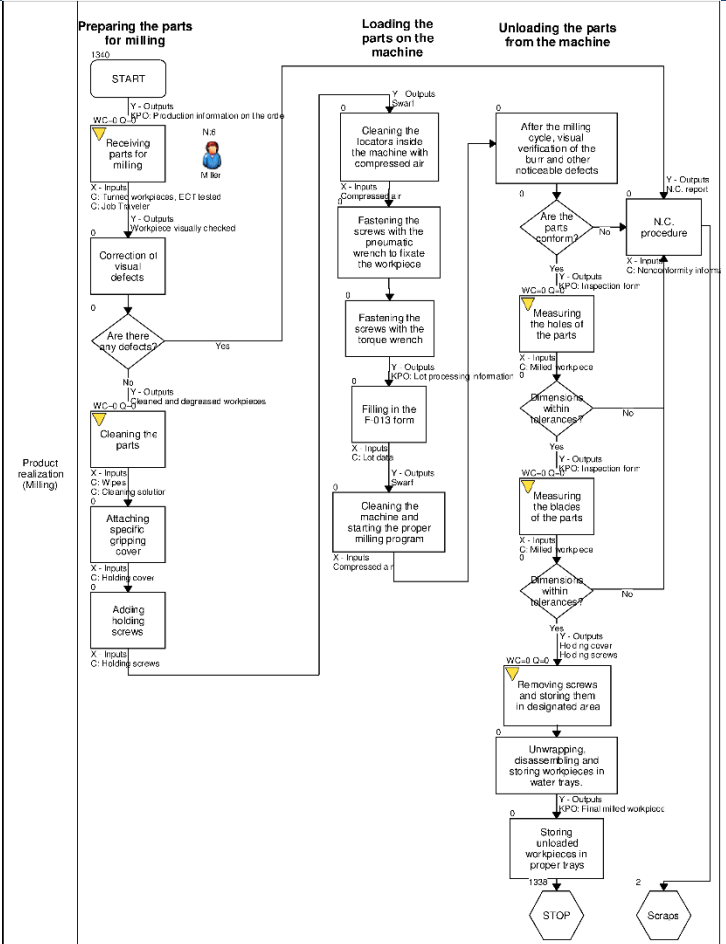 Preparing the parts
for milling
1340
START
Y - Outputs
KPO: Production information on the orde
WC=0 Q=0
Receiving
parts for
milling
N:6
Miller
X - Inputs
C: Turned workpieces, ECT tested
C: Job Traveler
Y - Outputs
Workpiece visually checked
0
Correction of
visual
defects
0
Are there
any defects?
Yes
No
Y - Outputs
Cleaned and degreased workpieces
WC=0 Q=0
Cleaning the
parts
X - Inputs
C: Wipes
C: Cleaning solution
0
Attaching
specific
gripping
cover
X - Inputs
C: Holding cover
0
Adding
holding
screws
X - Inputs
C: Holding screws
Product
realization
(Milling)
Loading the
parts on the
machine
Y - Outputs
Swarf
0
Cleaning the
locators inside
the machine with
compressed air
X - Inputs
Compressed air
0
Fastening the
screws with the
pneumatic
wrench to fixate
the workpiece
0
Fastening the
screws with the
torque wrench
Y - Outputs
KPO: Lot processing information
0
Filling in the
F-013 form
X - Inputs
C: Lot data
Y - Outputs
Swarf
0
Cleaning the
machine and
starting the proper
milling program
X - Inputs
Compressed air
Unloading the parts
from the machine
0
After the milling
cycle, visual
verification of the
burr and other
noticeable defects
0
Are the
parts
conform?
No
Yes
Y - Outputs
N.C. report
0
N.C.
procedure
X - Inputs
C: Nonconformity inform
Y - Outputs
KPO: Inspection form
WC=0 Q=0
Measuring
the holes of
the parts
X - Inputs
C: Milled workpiece
0
Dimensions
within
tolerances?
No
Yes
Y - Outputs
KPO: Inspection form
WC=0 Q=0
Measuring
the blades
of the parts
X - Inputs
C: Milled workpiece
0
Dimensions
within
tolerances?
No
Yes
Y - Outputs
Holding cover
Holding screws
WC=0 Q=0
Removing screws
and storing them
in designated area
0
Unwrapping,
disassembling and
storing workpieces in
water trays.
Y - Outputs
KPO: Final milled workpiece
0
Storing
unloaded
workpieces in
proper trays
1338
STOP
2
Scraps